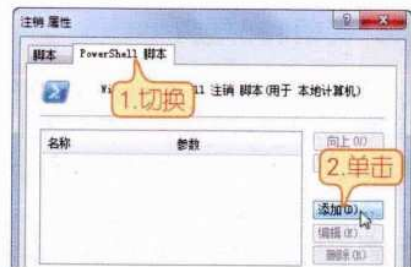 注销 属性
脚本 PowerShell 脚本
1.切换
注销 脚本(用于 本地计算机)
名称 参数
向上(U)
2.单击
添加(D)...
编辑(E)
删除(R)